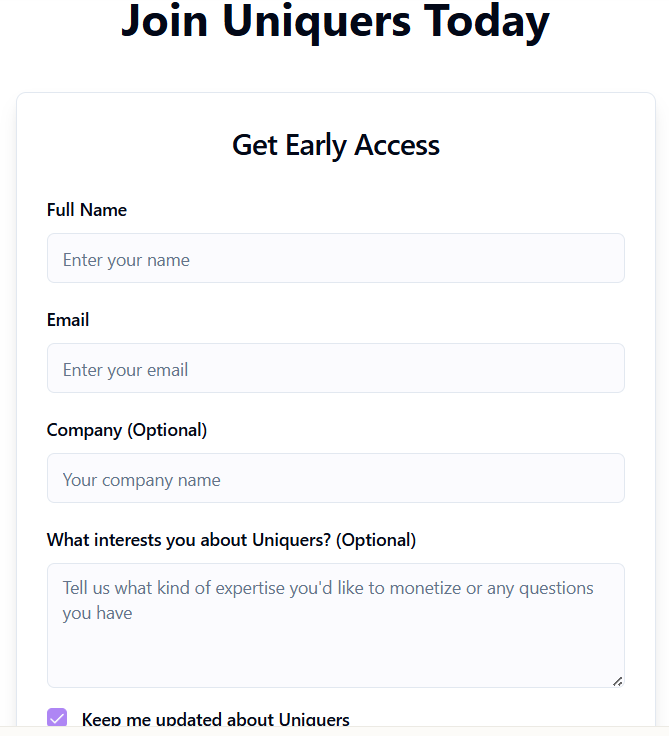 Join Uniquers Today
Get Early Access
Full Name
Enter your name
Email
Enter your email
Company (Optional)
Your company name
What interests you about Uniquers? (Optional)
Tell us what kind of expertise you'd like to monetize or any questions
you have
Keep me updated about Uniquers